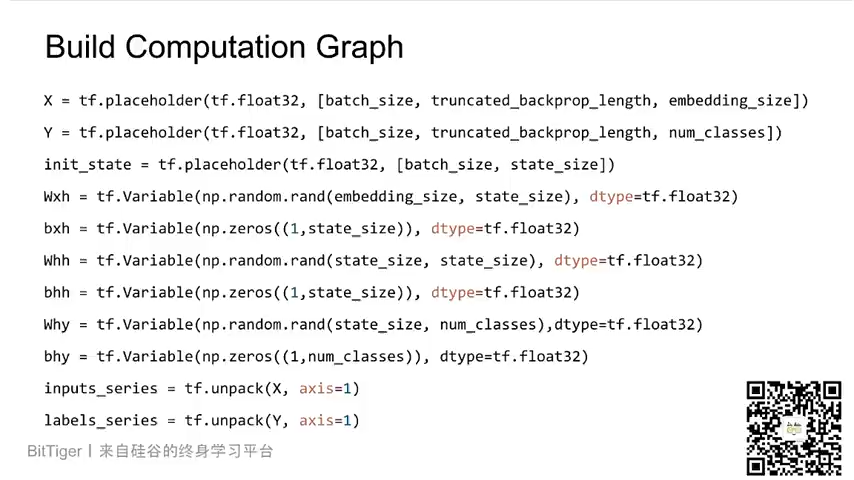 Build Computation Graph
X = tf.placeholder(tf.float32, [batch_size, truncated_backprop_length, embedding_size])
Y = tf.placeholder(tf.float32, [batch_size, truncated_backprop_length, num_classes])
init_state = tf.placeholder(tf.float32, [batch_size, state_size])
Wxh = tf.Variable(np.random.rand(embedding_size, state_size), dtype=tf.float32)
bxh = tf.Variable(np.zeros((1,state_size)), dtype=tf.float32)
Whh = tf.Variable(np.random.rand(state_size, state_size), dtype=tf.float32)
bhh = tf.Variable(np.zeros((1,state_size)), dtype=tf.float32)
Why = tf.Variable(np.random.rand(state_size, num_classes),dtype=tf.float32)
bhy = tf.Variable(np.zeros((1,num_classes)), dtype=tf.float32)
inputs_series = tf.unpack(X, axis=1)
labels_series = tf.unpack(Y, axis=1)
BitTiger | 来自硅谷的终身学习平台